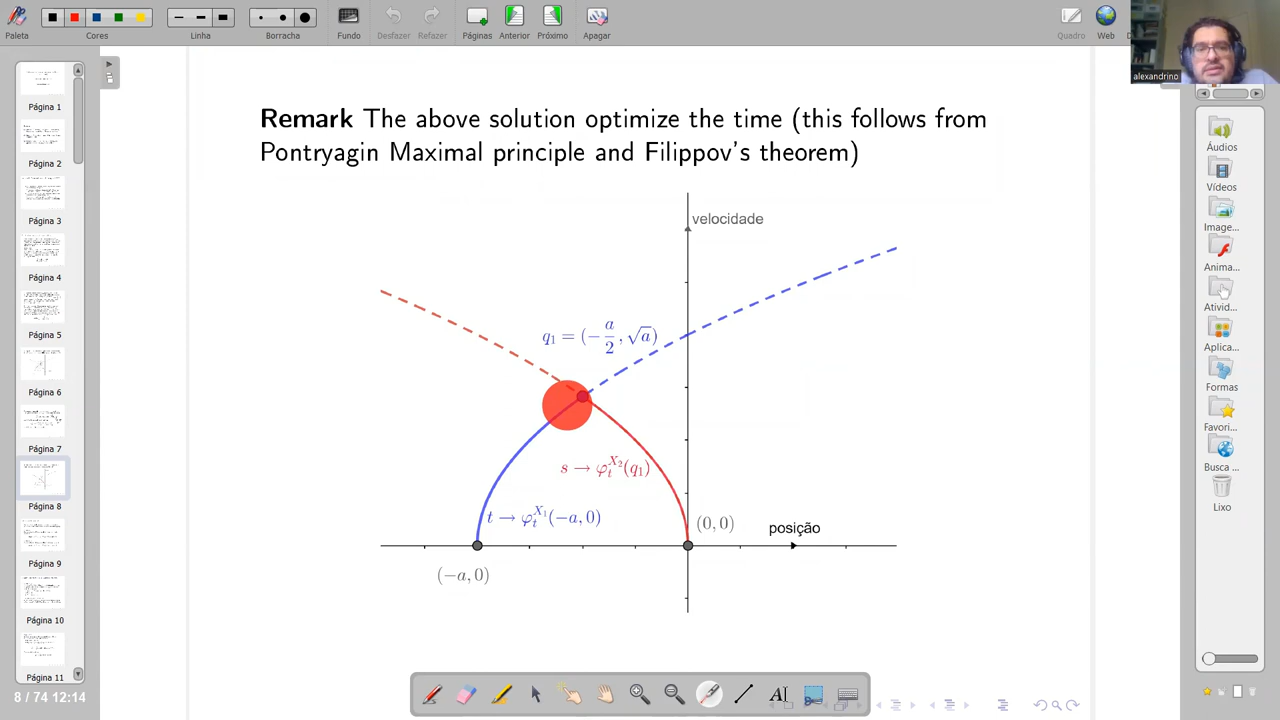 Paleta
Cores
Linha
Borracha
Fundo
Desfazer
Refazer
Páginas
Anterior
Próximo
Apagar
Quadro
Web
alexandrino
Página 1
Página 2
Página 3
Página 4
Página 5
Página 6
Página 7
Página 8
Página 9
Página 10
Página 11
8 / 74 12:14
Remark The above solution optimize the time (this follows from
Pontryagin Maximal principle and Filippov's theorem)
velocidade
q₁ = (−a/2, √a)
s → φ_t^{X₂}(q₁)
t → φ_t^{X₁}(−a, 0)
(0, 0)
posição
(−a, 0)
Áudios
Vídeos
Image...
Anima...
Ativid...
Aplica...
Formas
Favori...
Busca ...
Lixo